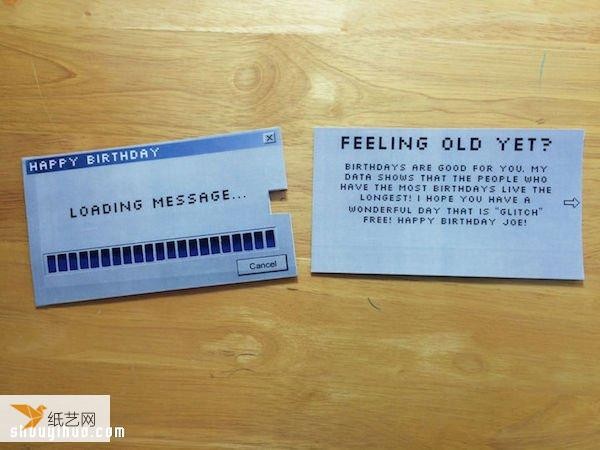 HAPPY BIRTHDAY
LOADING MESSAGE...
Cancel
FEELING OLD YET?
BIRTHDAYS ARE GOOD FOR YOU. MY
DATA SHOWS THAT THE PEOPLE WHO
HAVE THE MOST BIRTHDAYS LIVE THE
LONGEST! I HOPE YOU HAVE A
WONDERFUL DAY THAT IS "GLITCH"
FREE! HAPPY BIRTHDAY JOE!
纸艺网
shougihuo.com